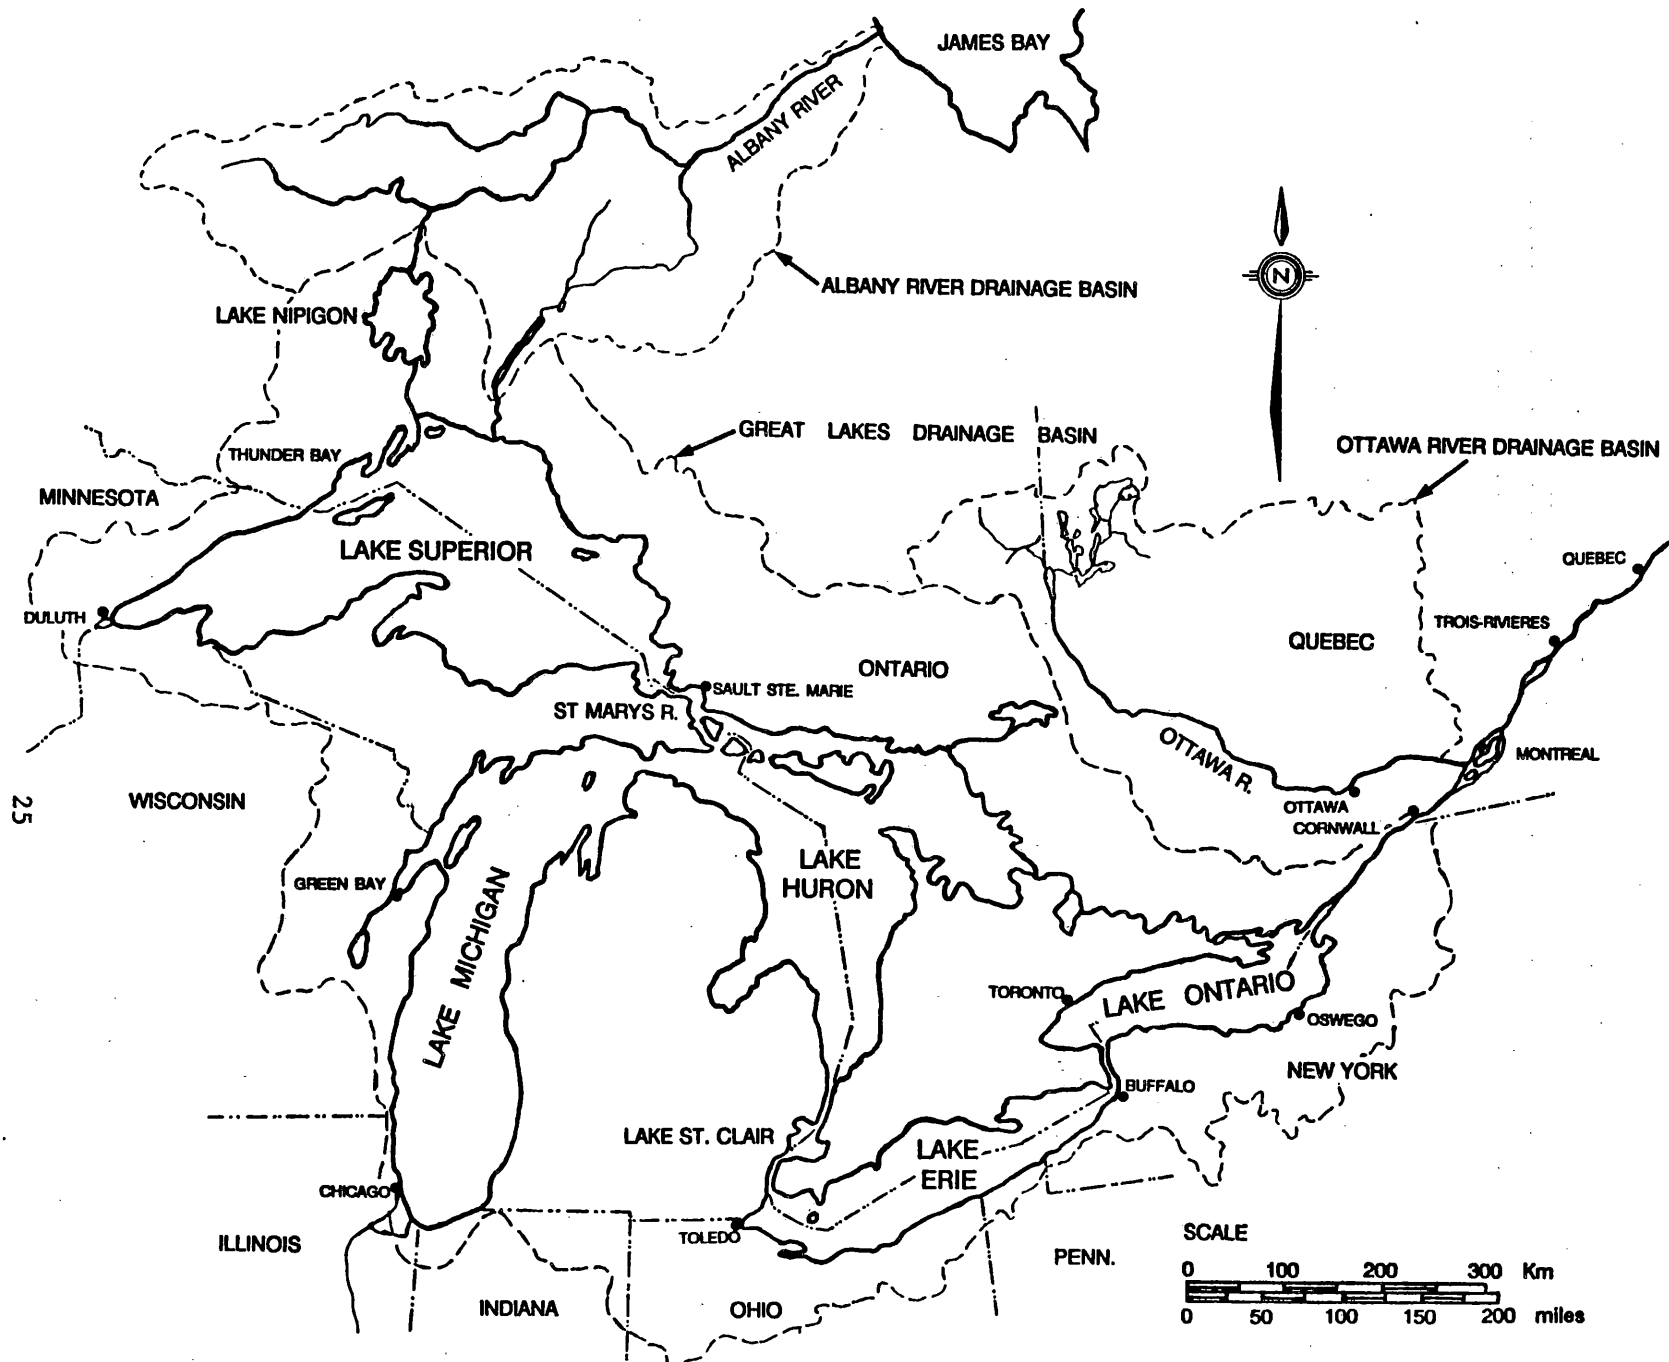 JAMES BAY
ALBANY RIVER
ALBANY RIVER DRAINAGE BASIN
N
LAKE NIPIGON
GREAT LAKES DRAINAGE BASIN
OTTAWA RIVER DRAINAGE BASIN
THUNDER BAY
MINNESOTA
LAKE SUPERIOR
QUEBEC
DULUTH
TROIS-RIVIERES
QUEBEC
ONTARIO
SAULT STE. MARIE
ST MARYS R.
OTTAWA R.
MONTREAL
WISCONSIN
25
OTTAWA
CORNWALL
LAKE
HURON
GREEN BAY
LAKE MICHIGAN
TORONTO
LAKE ONTARIO
OSWEGO
NEW YORK
BUFFALO
LAKE ST. CLAIR
LAKE
ERIE
CHICAGO
TOLEDO
ILLINOIS
PENN.
INDIANA
OHIO
SCALE
0 100 200 300 Km
0 50 100 150 200 miles